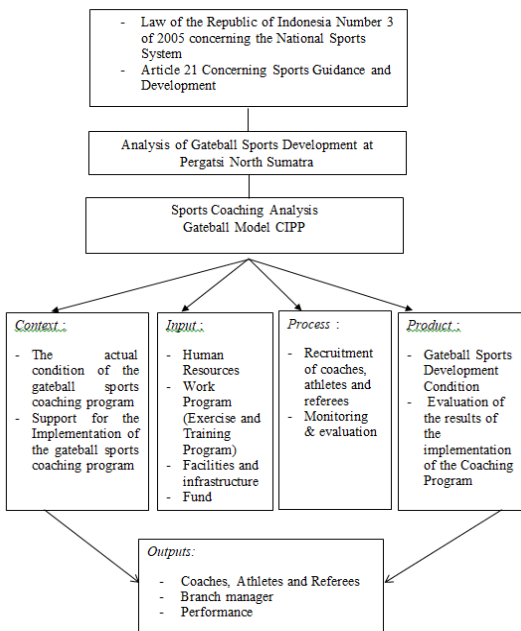 - Law of the Republic of Indonesia Number 3
of 2005 concerning the National Sports
System
- Article 21 Concerning Sports Guidance and
Development
Analysis of Gateball Sports Development at
Pergatsi North Sumatra
Sports Coaching Analysis
Gateball Model CIPP
Context :
- The actual
condition of the
gateball sports
coaching program
- Support for the
Implementation of
the gateball sports
coaching program
Input :
- Human
Resources
- Work
Program
(Exercise and
Training
Program)
- Facilities and
infrastructure
- Fund
Process :
- Recruitment
of coaches,
athletes and
referees
- Monitoring
& evaluation
Product :
- Gateball Sports
Development
Condition
- Evaluation of
the results of
the
implementation
of the Coaching
Program
Outputs:
- Coaches, Athletes and Referees
- Branch manager
- Performance